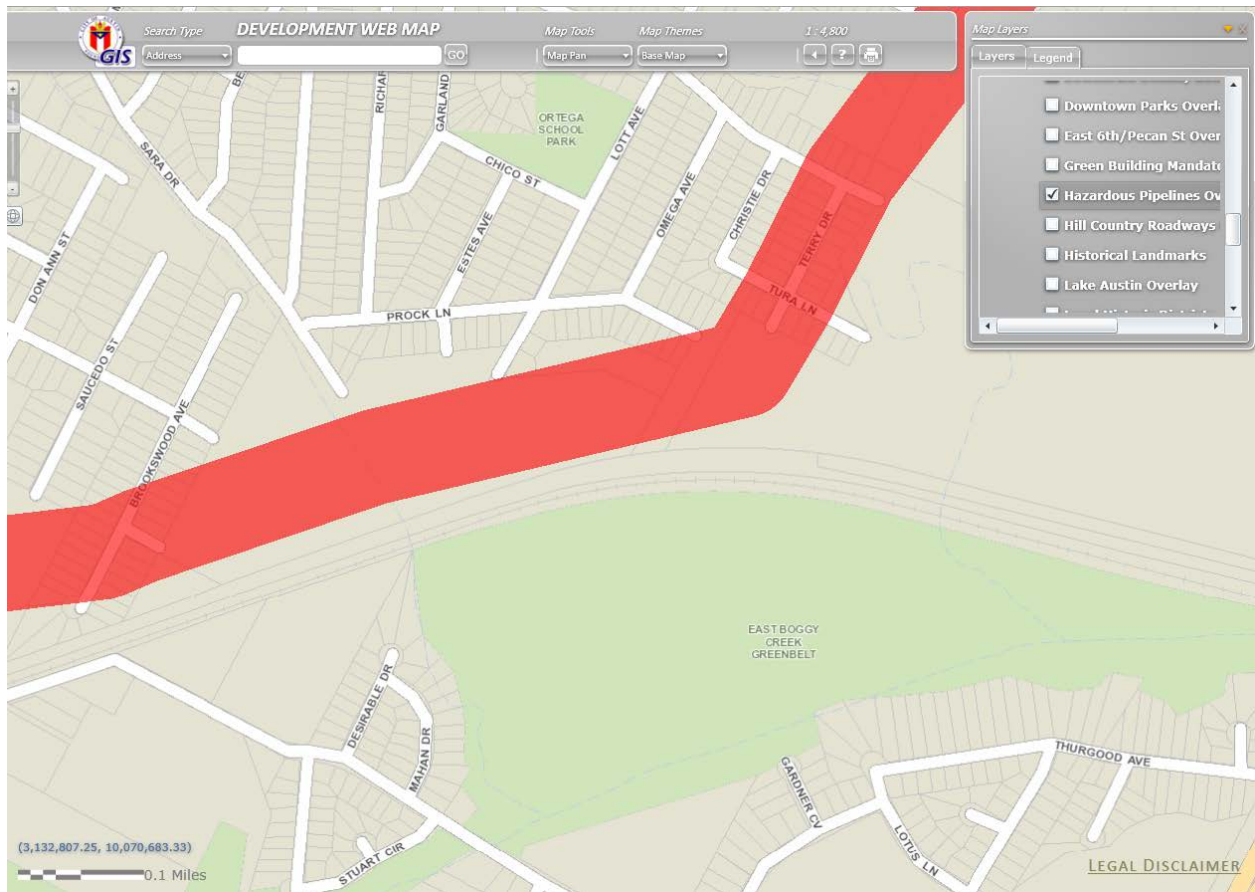 GIS
Search Type
DEVELOPMENT WEB MAP
Map Tools
Map Themes
1 : 4,800
Address
GO
Map Pan
Base Map
?
Map Layers
Layers
Legend
Downtown Parks Overl
East 6th/Pecan St Over
Green Building Mandat
Hazardous Pipelines Ov
Hill Country Roadways
Historical Landmarks
Lake Austin Overlay
SARA DR
GARLAND
ORTEGA
SCHOOL
PARK
LOTT AVE
CHICO ST
OMEGA AVE
CHRISTIE DR
TERRY DR
ESTES AVE
DON ANN ST
TURA LN
PROCK LN
SAUCEDO ST
BROOKSWOOD AVE
EAST BOGGY
CREEK
GREENBELT
DESIRABLE DR
MAHAN DR
THURGOOD AVE
GARDNER CV
LOTUS LN
STUART CIR
(3,132,807.25, 10,070,683.33)
0.1 Miles
LEGAL DISCLAIMER